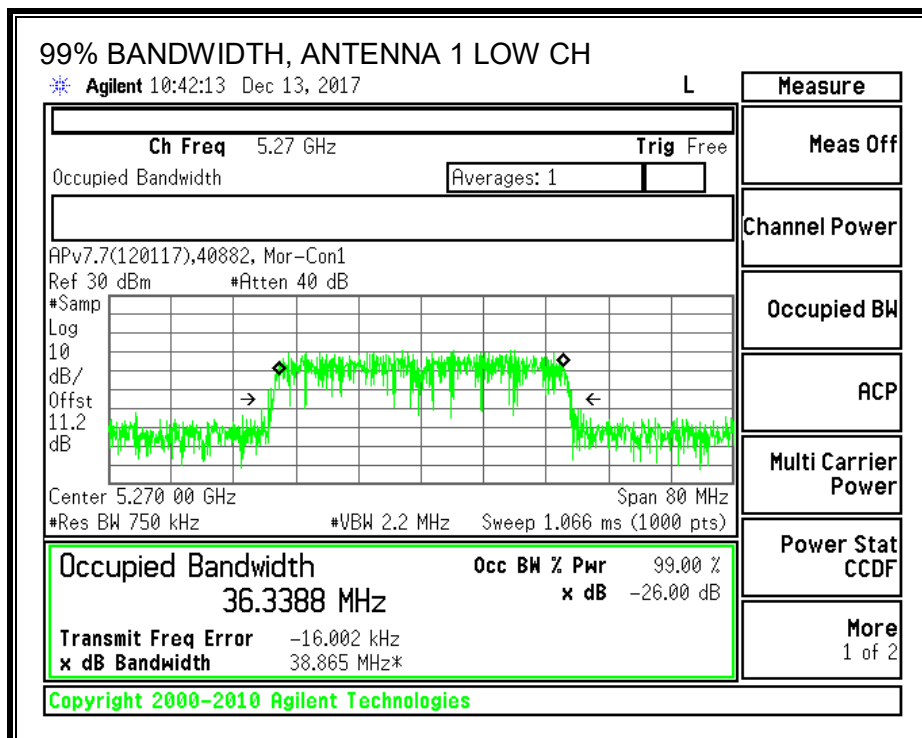 99% BANDWIDTH, ANTENNA 1 LOW CH
Agilent 10:42:13 Dec 13, 2017 L
Measure
Ch Freq 5.27 GHz Trig Free
Meas Off
Occupied Bandwidth Averages: 1
Channel Power
APv7.7(120117),40882, Mor-Con1
Ref 30 dBm #Atten 40 dB
#Samp
Log
10
dB/
Offst
11.2
dB
Occupied BW
ACP
Center 5.270 00 GHz Span 80 MHz
#Res BW 750 kHz #VBW 2.2 MHz Sweep 1.066 ms (1000 pts)
Multi Carrier
Power
Occupied Bandwidth Occ BW % Pwr 99.00 %
36.3388 MHz x dB -26.00 dB
Transmit Freq Error -16.002 kHz
x dB Bandwidth 38.865 MHz*
Power Stat
CCDF
More
1 of 2
Copyright 2000-2010 Agilent Technologies